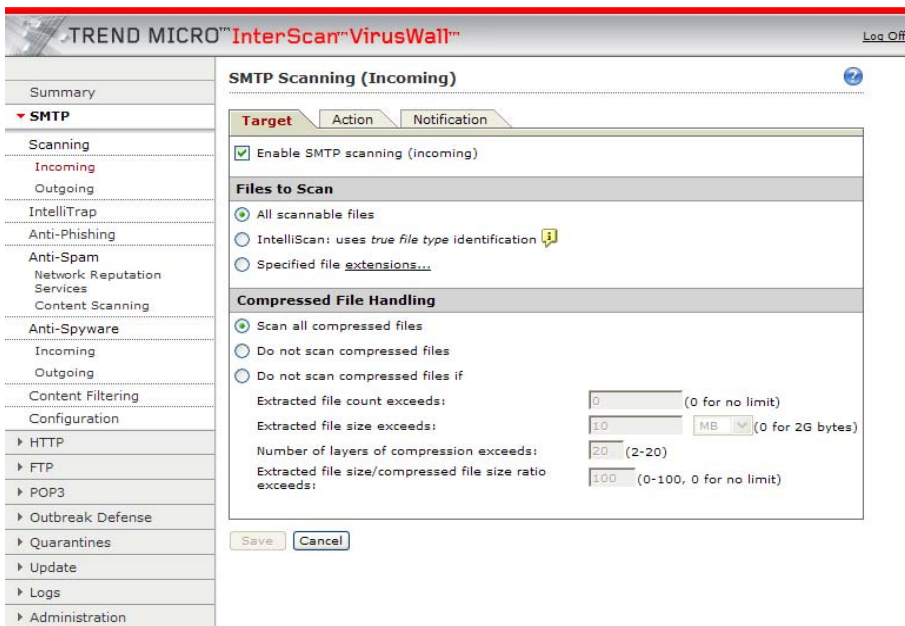 TREND MICRO™ InterScan™ VirusWall™
Log Off
Summary
SMTP
Scanning
Incoming
Outgoing
IntelliTrap
Anti-Phishing
Anti-Spam
Network Reputation
Services
Content Scanning
Anti-Spyware
Incoming
Outgoing
Content Filtering
Configuration
HTTP
FTP
POP3
Outbreak Defense
Quarantines
Update
Logs
Administration
SMTP Scanning (Incoming)
?
Target Action Notification
Enable SMTP scanning (incoming)
Files to Scan
All scannable files
IntelliScan: uses true file type identification i
Specified file extensions...
Compressed File Handling
Scan all compressed files
Do not scan compressed files
Do not scan compressed files if
Extracted file count exceeds: 0 (0 for no limit)
Extracted file size exceeds: 10 MB (0 for 2G bytes)
Number of layers of compression exceeds: 20 (2-20)
Extracted file size/compressed file size ratio
exceeds: 100 (0-100, 0 for no limit)
Save Cancel